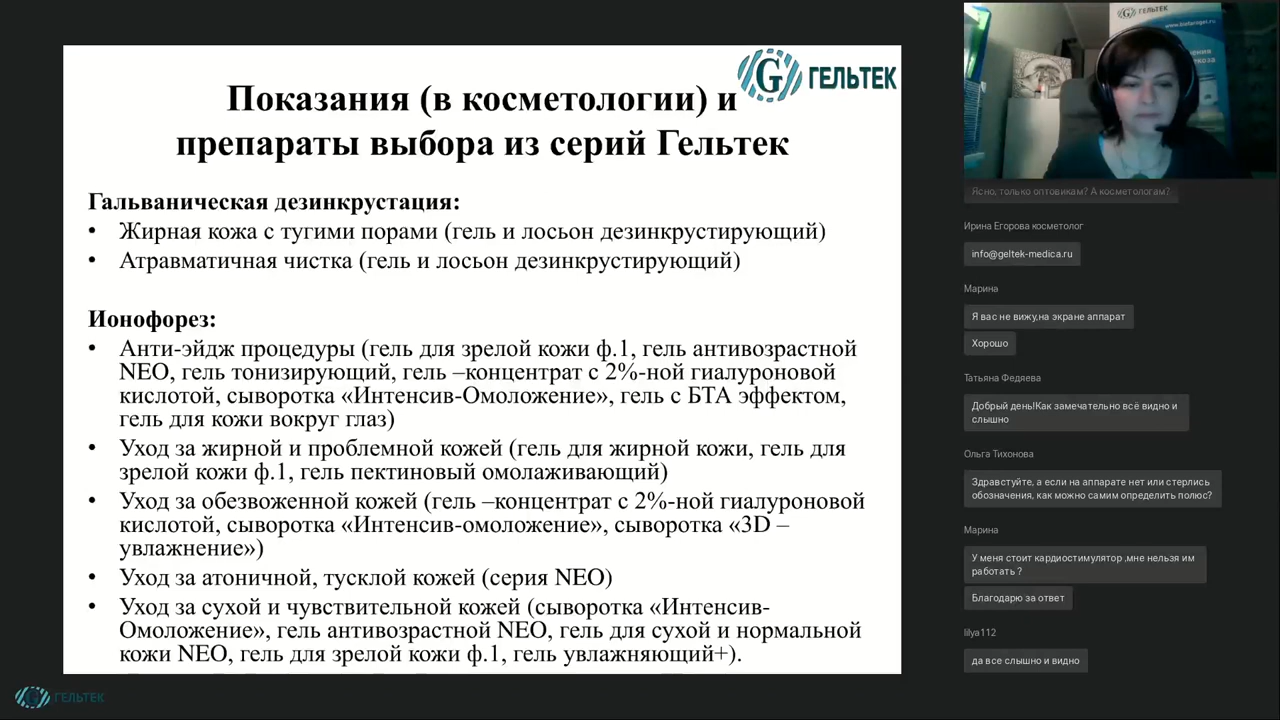 ГЕЛЬТЕК
Показания (в косметологии) и
препараты выбора из серий Гельтек
Гальваническая дезинкрустация:
• Жирная кожа с тугими порами (гель и лосьон дезинкрустирующий)
• Атравматичная чистка (гель и лосьон дезинкрустирующий)
Ионофорез:
• Анти-эйдж процедуры (гель для зрелой кожи ф.1, гель антивозрастной
NEO, гель тонизирующий, гель –концентрат с 2%-ной гиалуроновой
кислотой, сыворотка «Интенсив-Омоложение», гель с БТА эффектом,
гель для кожи вокруг глаз)
• Уход за жирной и проблемной кожей (гель для жирной кожи, гель для
зрелой кожи ф.1, гель пектиновый омолаживающий)
• Уход за обезвоженной кожей (гель –концентрат с 2%-ной гиалуроновой
кислотой, сыворотка «Интенсив-омоложение», сыворотка «3D –
увлажнение»)
• Уход за атоничной, тусклой кожей (серия NEO)
• Уход за сухой и чувствительной кожей (сыворотка «Интенсив-
Омоложение», гель антивозрастной NEO, гель для сухой и нормальной
кожи NEO, гель для зрелой кожи ф.1, гель увлажняющий+).
ГЕЛЬТЕК
ГЕЛЬТЕК
Ясно, только оптовикам? А косметологам?
Ирина Егорова косметолог
info@geltek-medica.ru
Марина
Я вас не вижу,на экране аппарат
Хорошо
Татьяна Федяева
Добрый день!Как замечательно всё видно и
слышно
Ольга Тихонова
Здравстуйте, а если на аппарате нет или стерлись
обозначения, как можно самим определить полюс?
Марина
У меня стоит кардиостимулятор ,мне нельзя им
работать ?
Благодарю за ответ
lilya112
да все слышно и видно